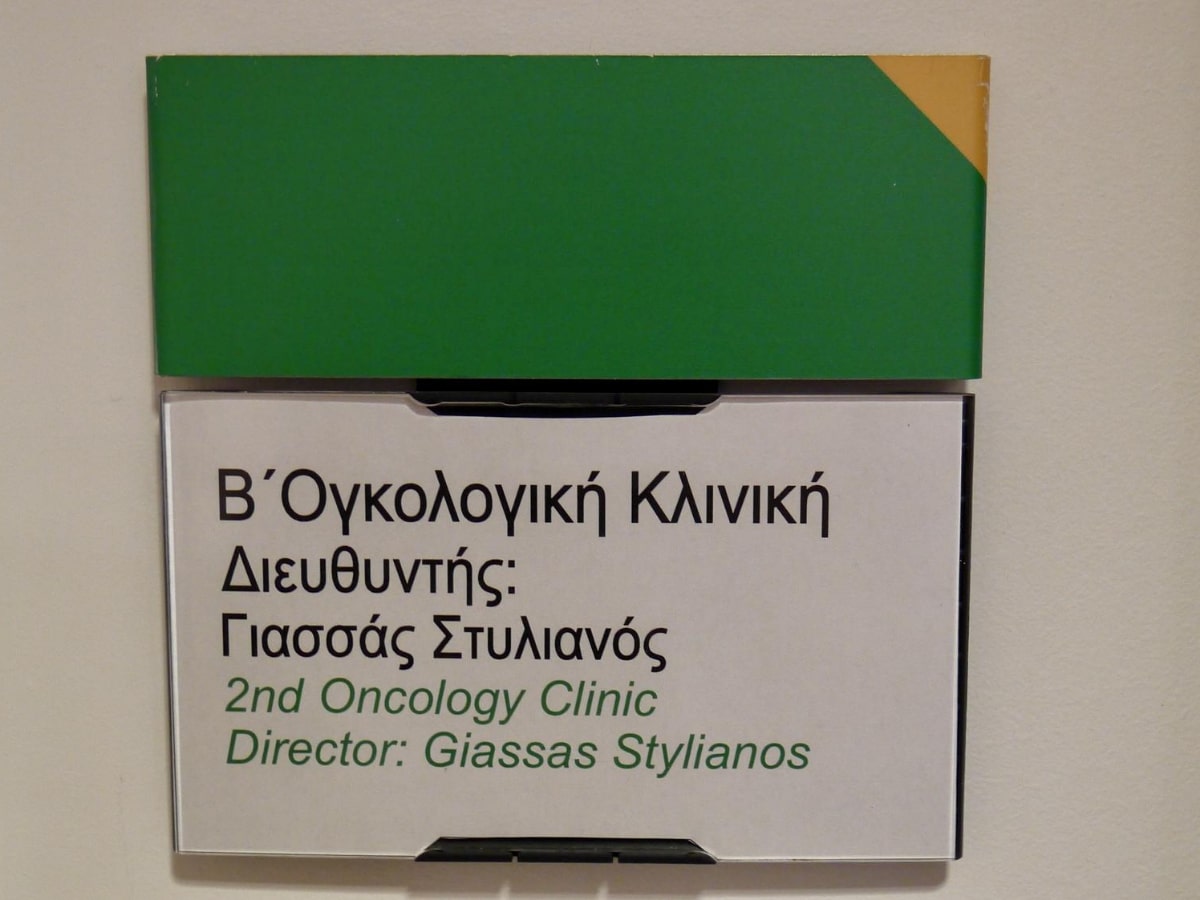 Β΄Ογκολογική Κλινική
Διευθυντής:
Γιασσάς Στυλιανός
2nd Oncology Clinic
Director: Giassas Stylianos